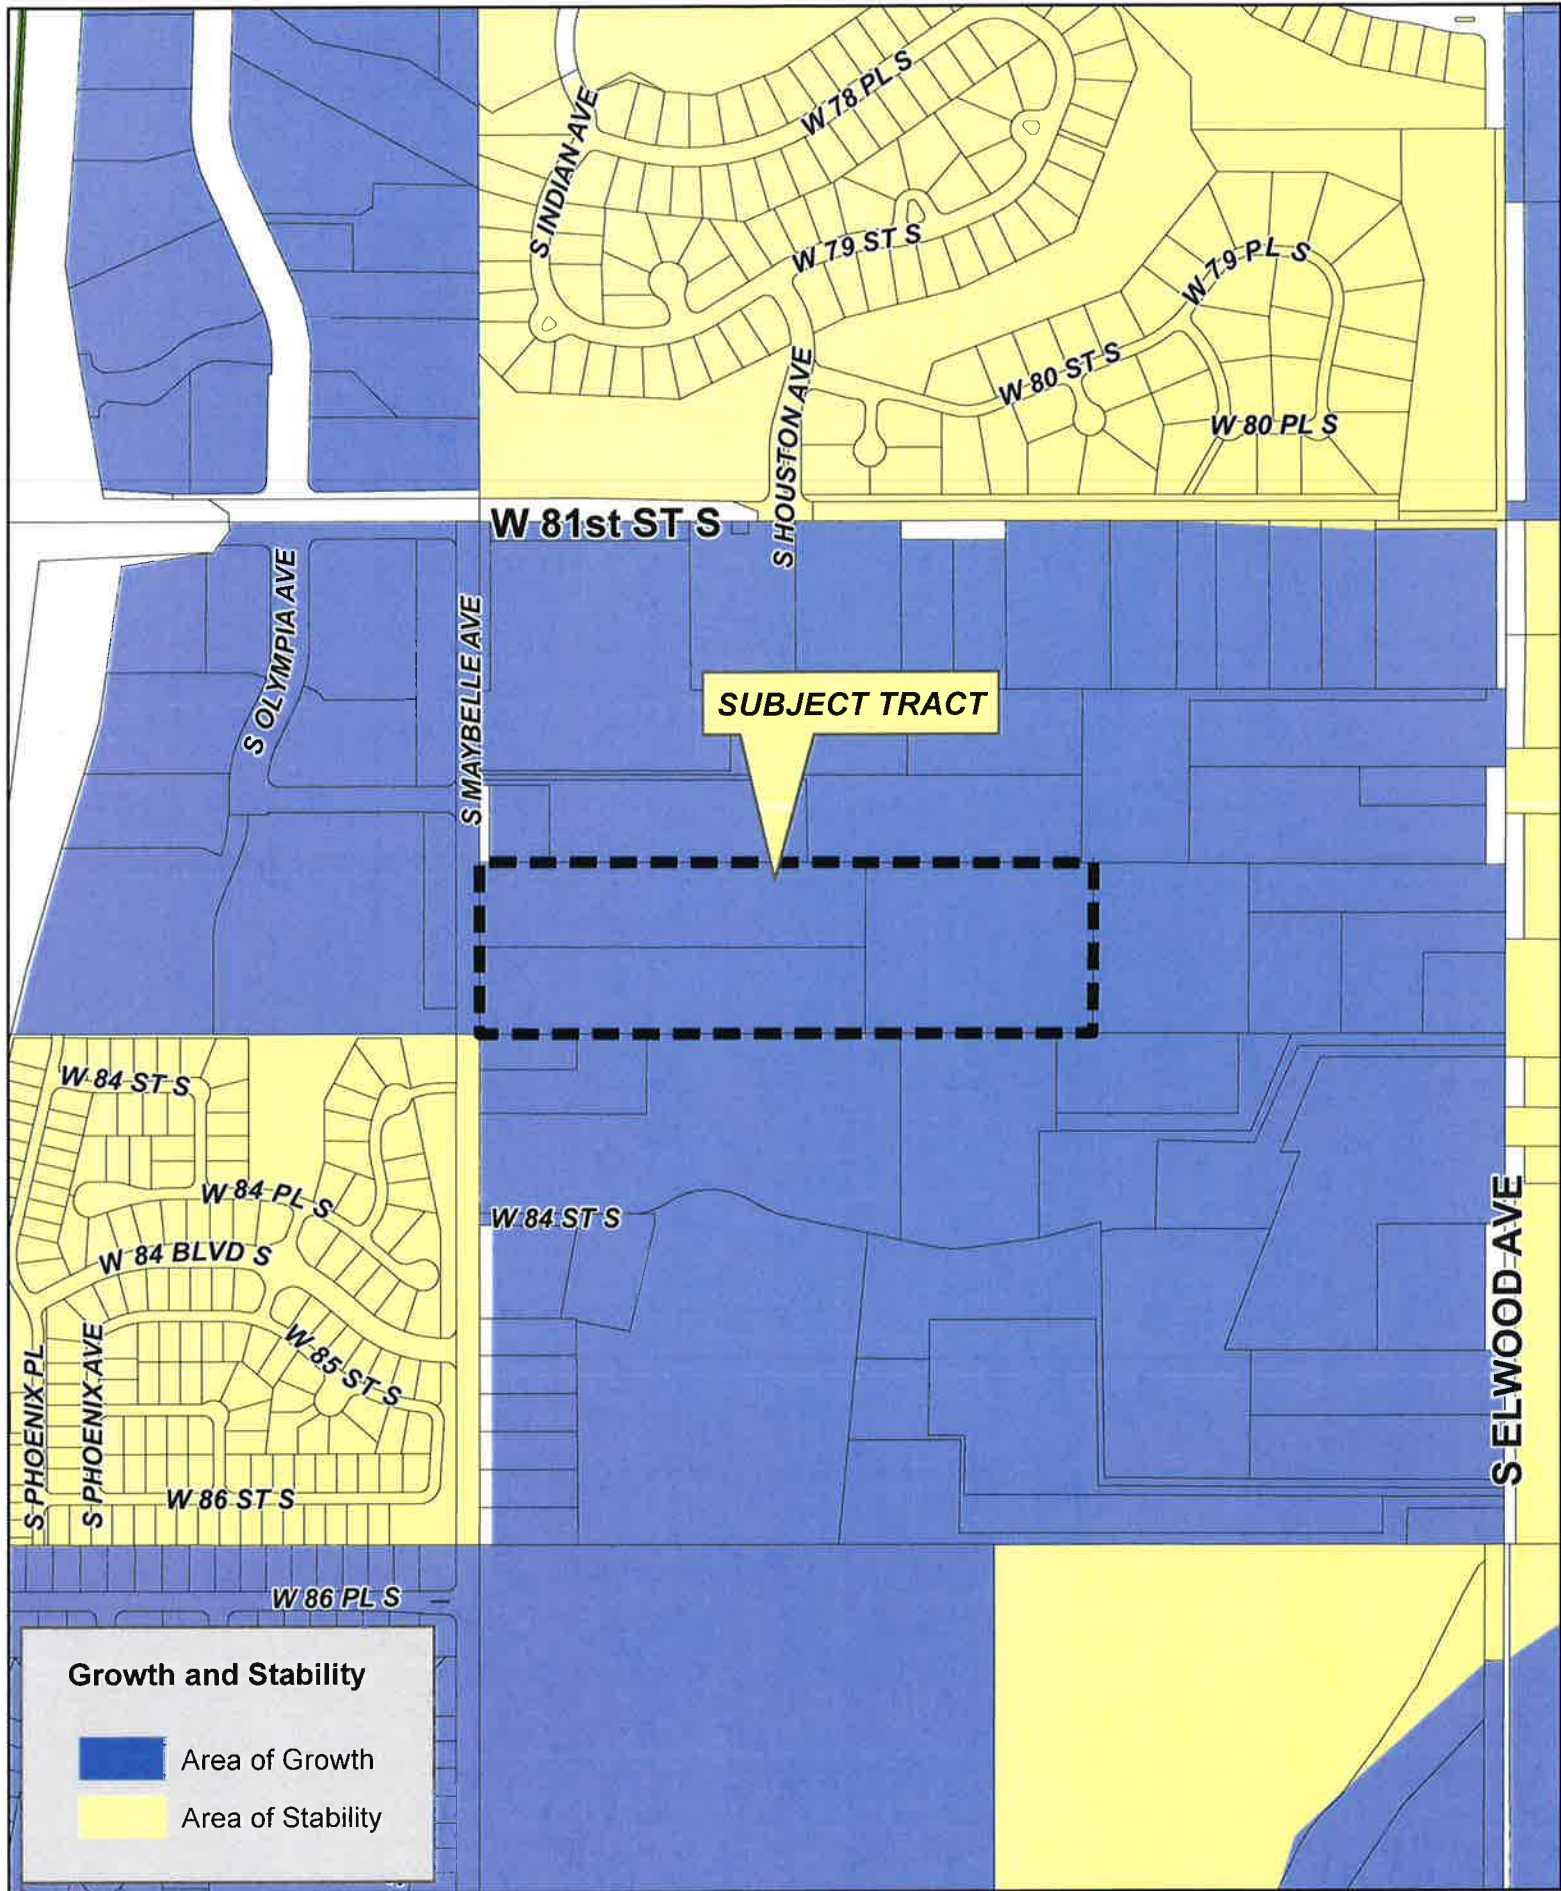 W 78 PL S
S INDIAN AVE
W 79 ST S
W 79 PL S
S HOUSTON AVE
W 80 ST S
W 80 PL S
W 81st ST S
S OLYMPIA AVE
S MAYBELLE AVE
SUBJECT TRACT
W 84 ST S
W 84 PL S
W 84 ST S
W 84 BLVD S
S ELWOOD AVE
S PHOENIX PL
S PHOENIX AVE
W 85 ST S
W 86 ST S
W 86 PL S
Growth and Stability
Area of Growth
Area of Stability